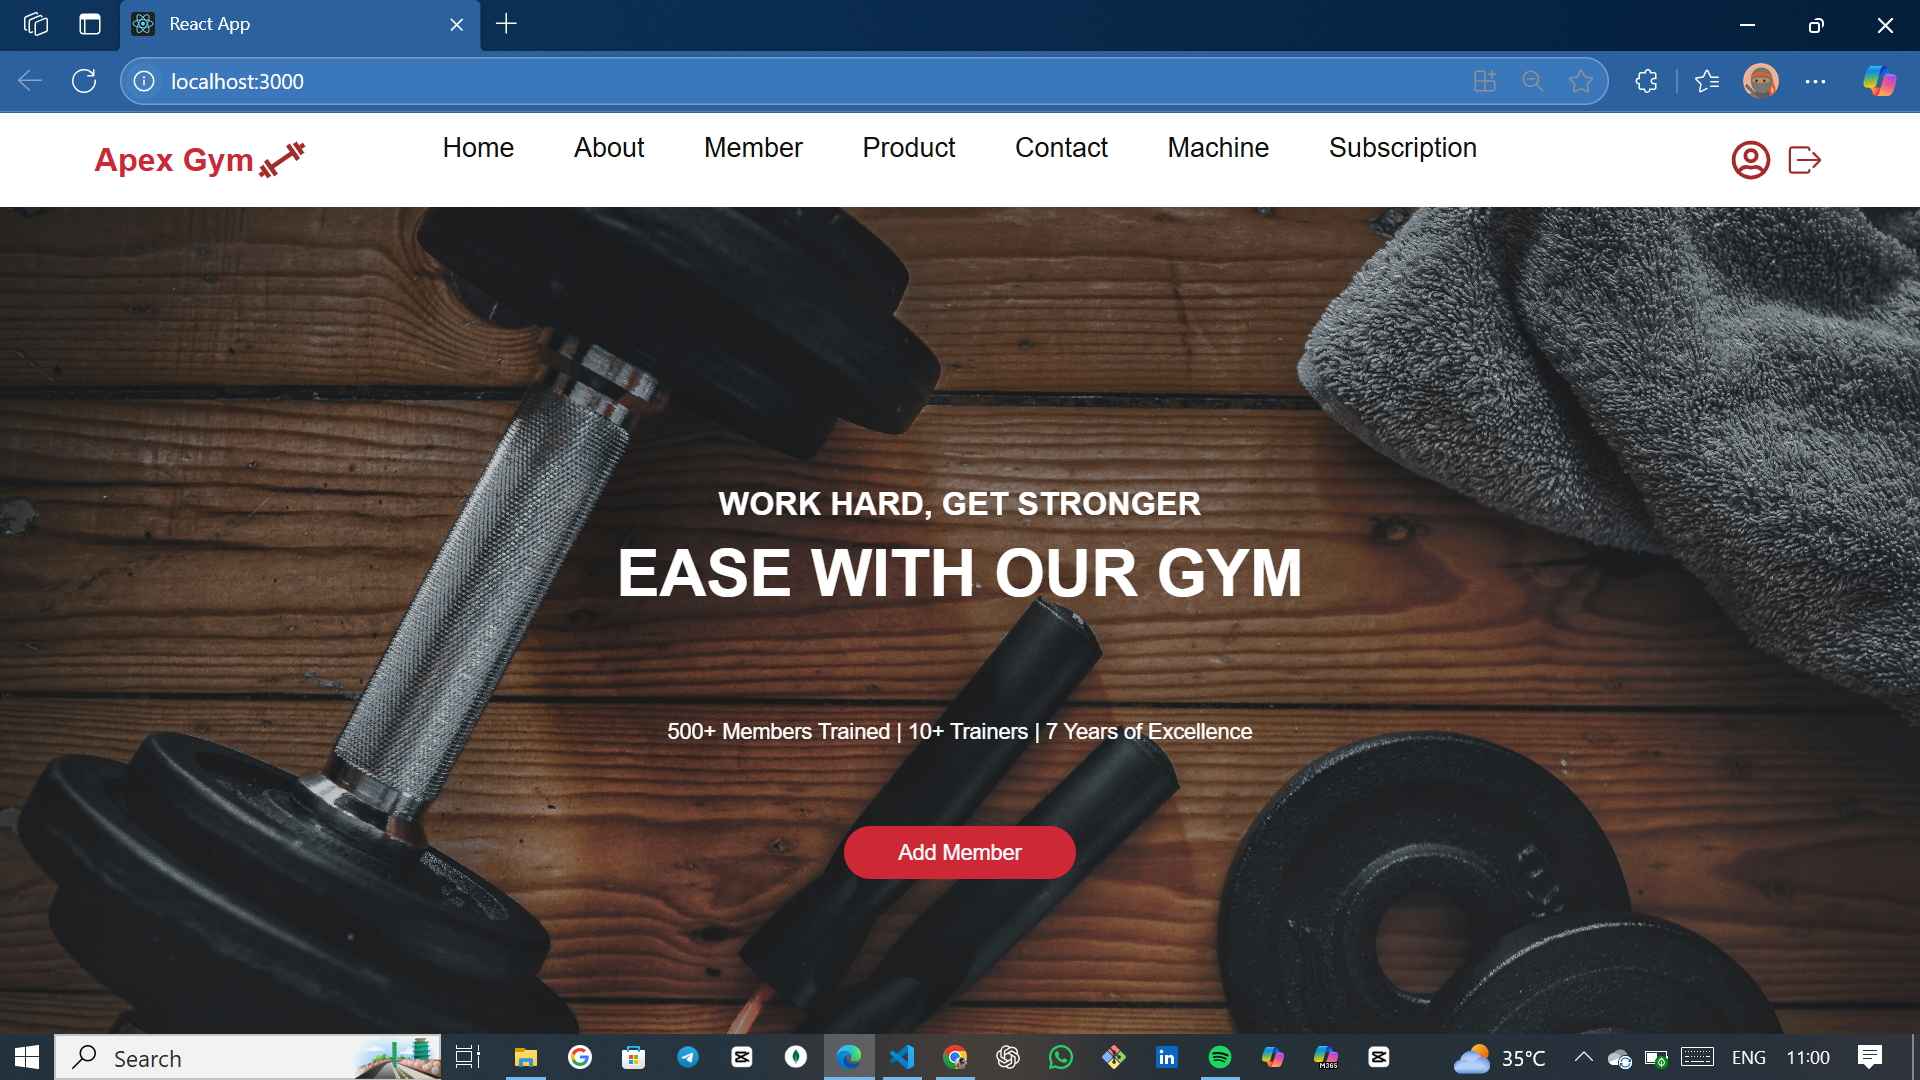 React App
localhost:3000
Apex Gym
Home About Member Product Contact Machine Subscription
WORK HARD, GET STRONGER
EASE WITH OUR GYM
500+ Members Trained | 10+ Trainers | 7 Years of Excellence
Add Member
Search
M365
35°C
ENG
11:00